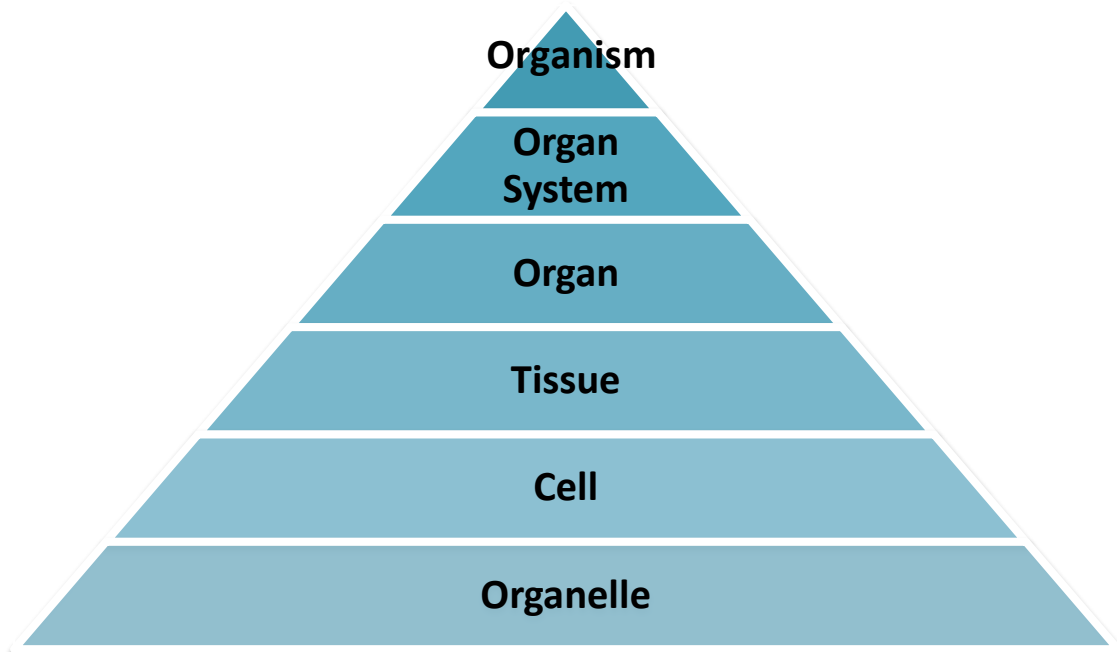 Organism
Organ
System
Organ
Tissue
Cell
Organelle